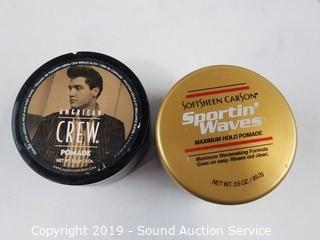 AMERICAN
CREW.
POMADE
SOFTSHEEN CARSON
Sportin'
Waves
MAXIMUM HOLD POMADE
Maximum Wavemaking Formula
Goes on easy. Rinses out clean.
NET WT. 3.5 OZ. / 99.2 g
Copyright 2019 - Sound Auction Service